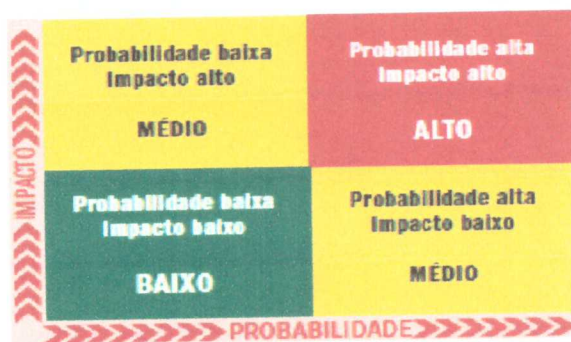 Probabilidade baixa
Impacto alto
MÉDIO
Probabilidade alta
Impacto alto
ALTO
IMPACTO
Probabilidade baixa
Impacto baixo
BAIXO
Probabilidade alta
Impacto baixo
MÉDIO
PROBABILIDADE